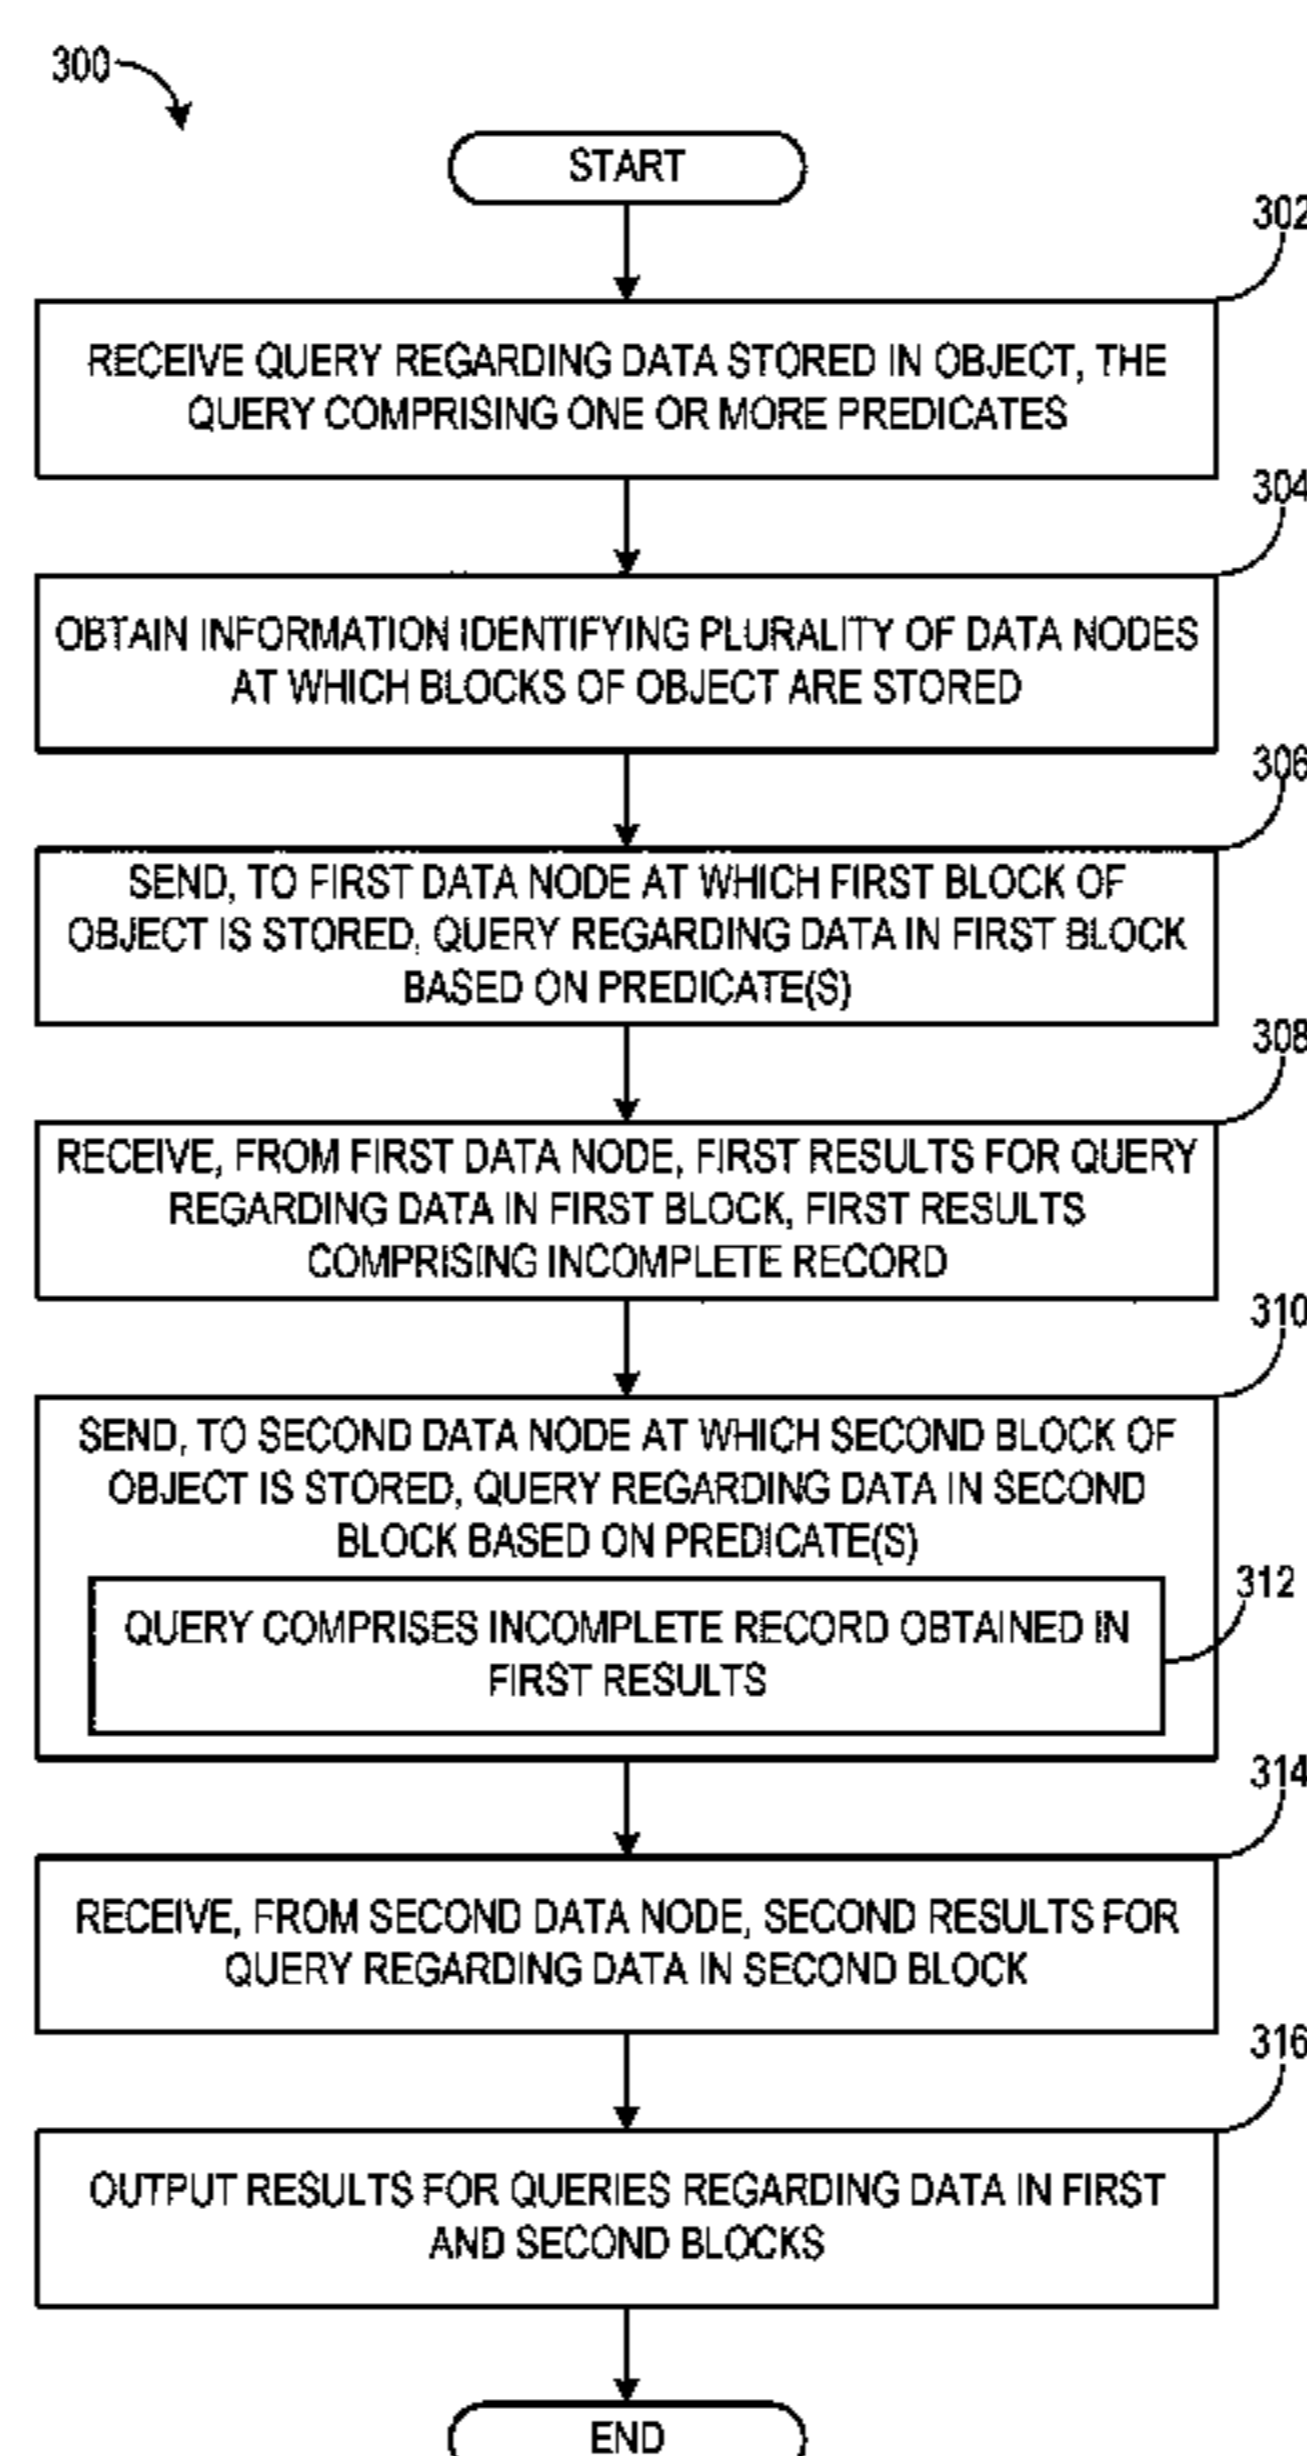 300
START
302
RECEIVE QUERY REGARDING DATA STORED IN OBJECT, THE
QUERY COMPRISING ONE OR MORE PREDICATES
304
OBTAIN INFORMATION IDENTIFYING PLURALITY OF DATA NODES
AT WHICH BLOCKS OF OBJECT ARE STORED
306
SEND, TO FIRST DATA NODE AT WHICH FIRST BLOCK OF
OBJECT IS STORED, QUERY REGARDING DATA IN FIRST BLOCK
BASED ON PREDICATE(S)
308
RECEIVE, FROM FIRST DATA NODE, FIRST RESULTS FOR QUERY
REGARDING DATA IN FIRST BLOCK, FIRST RESULTS
COMPRISING INCOMPLETE RECORD
310
SEND, TO SECOND DATA NODE AT WHICH SECOND BLOCK OF
OBJECT IS STORED, QUERY REGARDING DATA IN SECOND
BLOCK BASED ON PREDICATE(S)
312
QUERY COMPRISES INCOMPLETE RECORD OBTAINED IN
FIRST RESULTS
314
RECEIVE, FROM SECOND DATA NODE, SECOND RESULTS FOR
QUERY REGARDING DATA IN SECOND BLOCK
316
OUTPUT RESULTS FOR QUERIES REGARDING DATA IN FIRST
AND SECOND BLOCKS
END